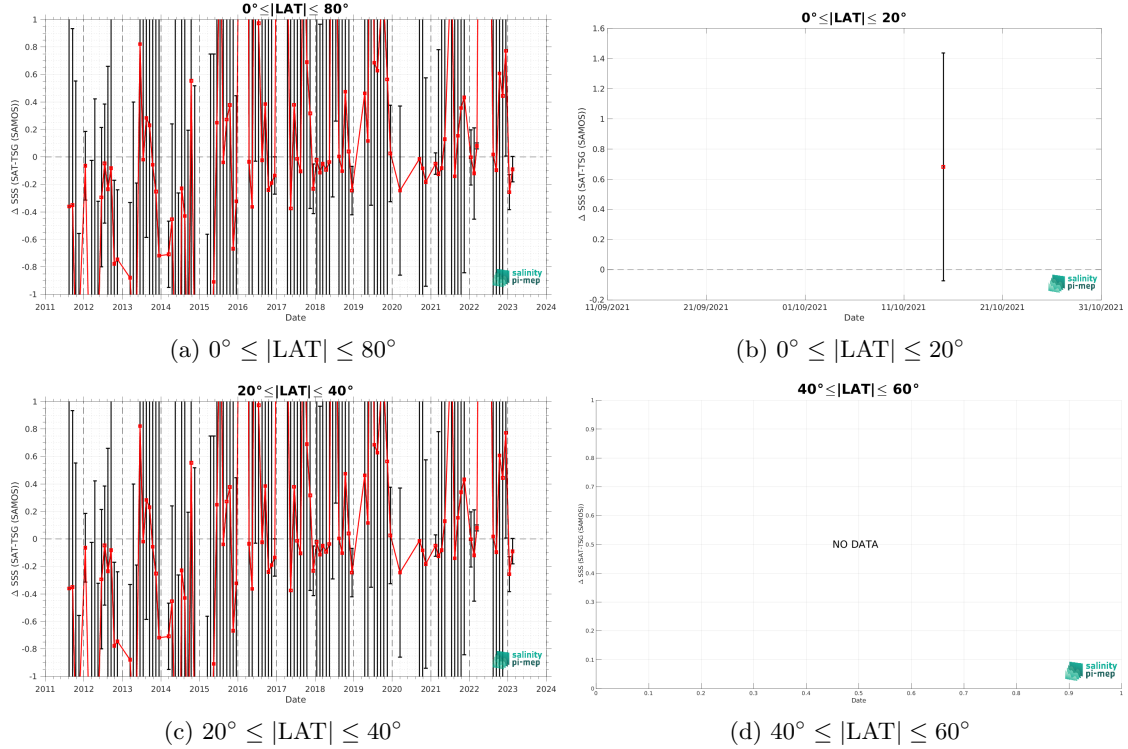 0°≤|LAT|≤ 80°
Δ SSS (SAT-TSG (SAMOS))
1
0.8
0.6
0.4
0.2
0
-0.2
-0.4
-0.6
-0.8
-1
2011 2012 2013 2014 2015 2016 2017 2018 2019 2020 2021 2022 2023 2024
Date
salinity
pi-mep
(a) 0° ≤ |LAT| ≤ 80°
0°≤|LAT|≤ 20°
Δ SSS (SAT-TSG (SAMOS))
1.6
1.4
1.2
1
0.8
0.6
0.4
0.2
0
-0.2
11/09/2021 21/09/2021 01/10/2021 11/10/2021 21/10/2021 31/10/2021
Date
salinity
pi-mep
(b) 0° ≤ |LAT| ≤ 20°
20°≤|LAT|≤ 40°
Δ SSS (SAT-TSG (SAMOS))
1
0.8
0.6
0.4
0.2
0
-0.2
-0.4
-0.6
-0.8
-1
2011 2012 2013 2014 2015 2016 2017 2018 2019 2020 2021 2022 2023 2024
Date
salinity
pi-mep
(c) 20° ≤ |LAT| ≤ 40°
40°≤|LAT|≤ 60°
Δ SSS (SAT-TSG (SAMOS))
1
0.9
0.8
0.7
0.6
0.5
0.4
0.3
0.2
0.1
0
NO DATA
0 0.1 0.2 0.3 0.4 0.5 0.6 0.7 0.8 0.9 1
Date
salinity
pi-mep
(d) 40° ≤ |LAT| ≤ 60°